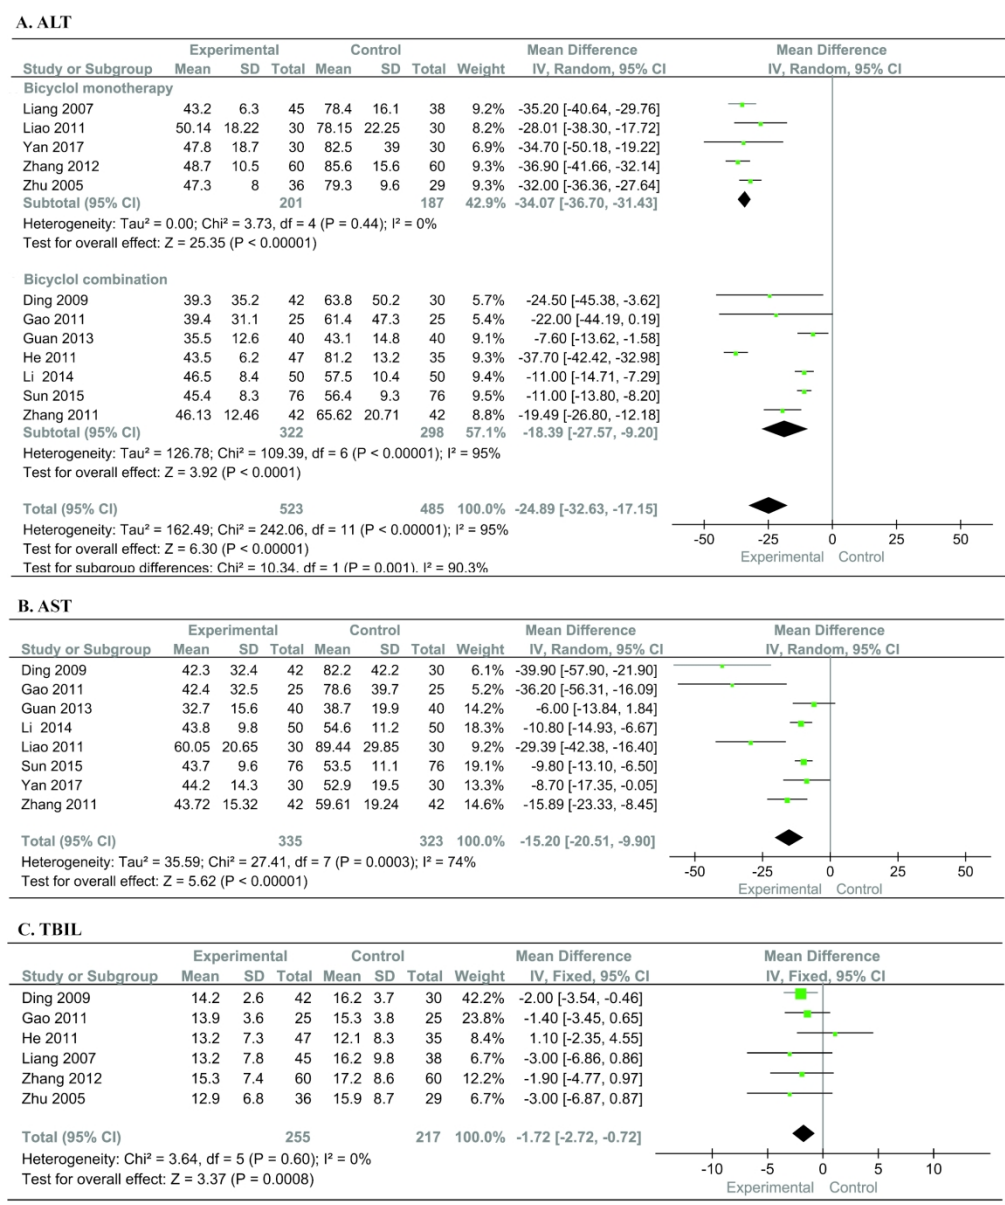 A. ALT
Experimental Control Mean Difference Mean Difference
Study or Subgroup Mean SD Total Mean SD Total Weight IV, Random, 95% CI IV, Random, 95% CI
Bicyclol monotherapy
Liang 2007 43.2 6.3 45 78.4 16.1 38 9.2% -35.20 [-40.64, -29.76]
Liao 2011 50.14 18.22 30 78.15 22.25 30 8.2% -28.01 [-38.30, -17.72]
Yan 2017 47.8 18.7 30 82.5 39 30 6.9% -34.70 [-50.18, -19.22]
Zhang 2012 48.7 10.5 60 85.6 15.6 60 9.3% -36.90 [-41.66, -32.14]
Zhu 2005 47.3 8 36 79.3 9.6 29 9.3% -32.00 [-36.36, -27.64]
Subtotal (95% CI) 201 187 42.9% -34.07 [-36.70, -31.43]
Heterogeneity: Tau² = 0.00; Chi² = 3.73, df = 4 (P = 0.44); I² = 0%
Test for overall effect: Z = 25.35 (P < 0.00001)
Bicyclol combination
Ding 2009 39.3 35.2 42 63.8 50.2 30 5.7% -24.50 [-45.38, -3.62]
Gao 2011 39.4 31.1 25 61.4 47.3 25 5.4% -22.00 [-44.19, 0.19]
Guan 2013 35.5 12.6 40 43.1 14.8 40 9.1% -7.60 [-13.62, -1.58]
He 2011 43.5 6.2 47 81.2 13.2 35 9.3% -37.70 [-42.42, -32.98]
Li 2014 46.5 8.4 50 57.5 10.4 50 9.4% -11.00 [-14.71, -7.29]
Sun 2015 45.4 8.3 76 56.4 9.3 76 9.5% -11.00 [-13.80, -8.20]
Zhang 2011 46.13 12.46 42 65.62 20.71 42 8.8% -19.49 [-26.80, -12.18]
Subtotal (95% CI) 322 298 57.1% -18.39 [-27.57, -9.20]
Heterogeneity: Tau² = 126.78; Chi² = 109.39, df = 6 (P < 0.00001); I² = 95%
Test for overall effect: Z = 3.92 (P < 0.0001)
Total (95% CI) 523 485 100.0% -24.89 [-32.63, -17.15]
Heterogeneity: Tau² = 162.49; Chi² = 242.06, df = 11 (P < 0.00001); I² = 95%
Test for overall effect: Z = 6.30 (P < 0.00001)
Test for subgroup differences: Chi² = 10.34, df = 1 (P = 0.001), I² = 90.3%
-50 -25 0 25 50
Experimental Control
B. AST
Experimental Control Mean Difference Mean Difference
Study or Subgroup Mean SD Total Mean SD Total Weight IV, Random, 95% CI IV, Random, 95% CI
Ding 2009 42.3 32.4 42 82.2 42.2 30 6.1% -39.90 [-57.90, -21.90]
Gao 2011 42.4 32.5 25 78.6 39.7 25 5.2% -36.20 [-56.31, -16.09]
Guan 2013 32.7 15.6 40 38.7 19.9 40 14.2% -6.00 [-13.84, 1.84]
Li 2014 43.8 9.8 50 54.6 11.2 50 18.3% -10.80 [-14.93, -6.67]
Liao 2011 60.05 20.65 30 89.44 29.85 30 9.2% -29.39 [-42.38, -16.40]
Sun 2015 43.7 9.6 76 53.5 11.1 76 19.1% -9.80 [-13.10, -6.50]
Yan 2017 44.2 14.3 30 52.9 19.5 30 13.3% -8.70 [-17.35, -0.05]
Zhang 2011 43.72 15.32 42 59.61 19.24 42 14.6% -15.89 [-23.33, -8.45]
Total (95% CI) 335 323 100.0% -15.20 [-20.51, -9.90]
Heterogeneity: Tau² = 35.59; Chi² = 27.41, df = 7 (P = 0.0003); I² = 74%
Test for overall effect: Z = 5.62 (P < 0.00001)
-50 -25 0 25 50
Experimental Control
C. TBIL
Experimental Control Mean Difference Mean Difference
Study or Subgroup Mean SD Total Mean SD Total Weight IV, Fixed, 95% CI IV, Fixed, 95% CI
Ding 2009 14.2 2.6 42 16.2 3.7 30 42.2% -2.00 [-3.54, -0.46]
Gao 2011 13.9 3.6 25 15.3 3.8 25 23.8% -1.40 [-3.45, 0.65]
He 2011 13.2 7.3 47 12.1 8.3 35 8.4% 1.10 [-2.35, 4.55]
Liang 2007 13.2 7.8 45 16.2 9.8 38 6.7% -3.00 [-6.86, 0.86]
Zhang 2012 15.3 7.4 60 17.2 8.6 60 12.2% -1.90 [-4.77, 0.97]
Zhu 2005 12.9 6.8 36 15.9 8.7 29 6.7% -3.00 [-6.87, 0.87]
Total (95% CI) 255 217 100.0% -1.72 [-2.72, -0.72]
Heterogeneity: Chi² = 3.64, df = 5 (P = 0.60); I² = 0%
Test for overall effect: Z = 3.37 (P = 0.0008)
-10 -5 0 5 10
Experimental Control